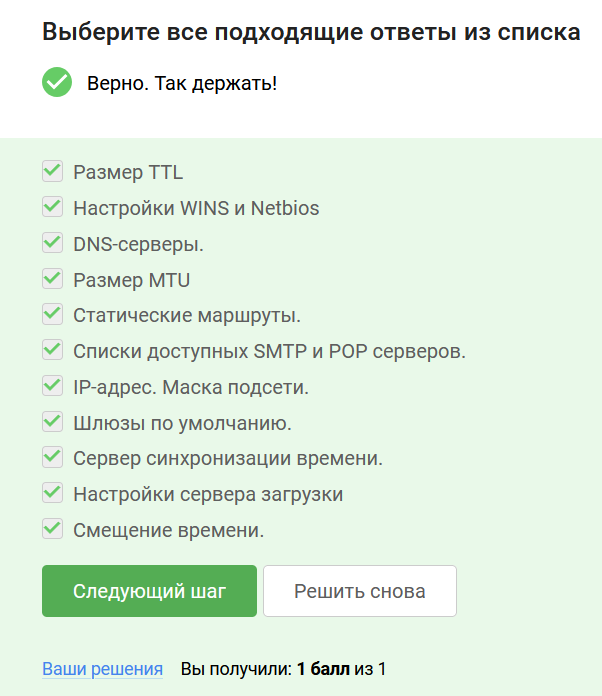 Выберите все подходящие ответы из списка
Верно. Так держать!
Размер TTL
Настройки WINS и Netbios
DNS-серверы.
Размер MTU
Статические маршруты.
Списки доступных SMTP и POP серверов.
IP-адрес. Маска подсети.
Шлюзы по умолчанию.
Сервер синхронизации времени.
Настройки сервера загрузки
Смещение времени.
Следующий шаг Решить снова
Ваши решения Вы получили: 1 балл из 1